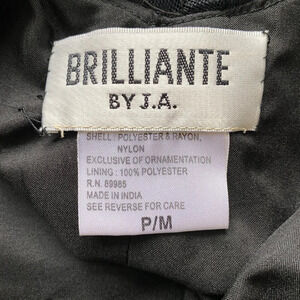 BRILLIANTE
BY J.A.
SHELL: POLYESTER & RAYON,
NYLON
EXCLUSIVE OF ORNAMENTATION
LINING: 100% POLYESTER
R.N. 89985
MADE IN INDIA
SEE REVERSE FOR CARE
P/M